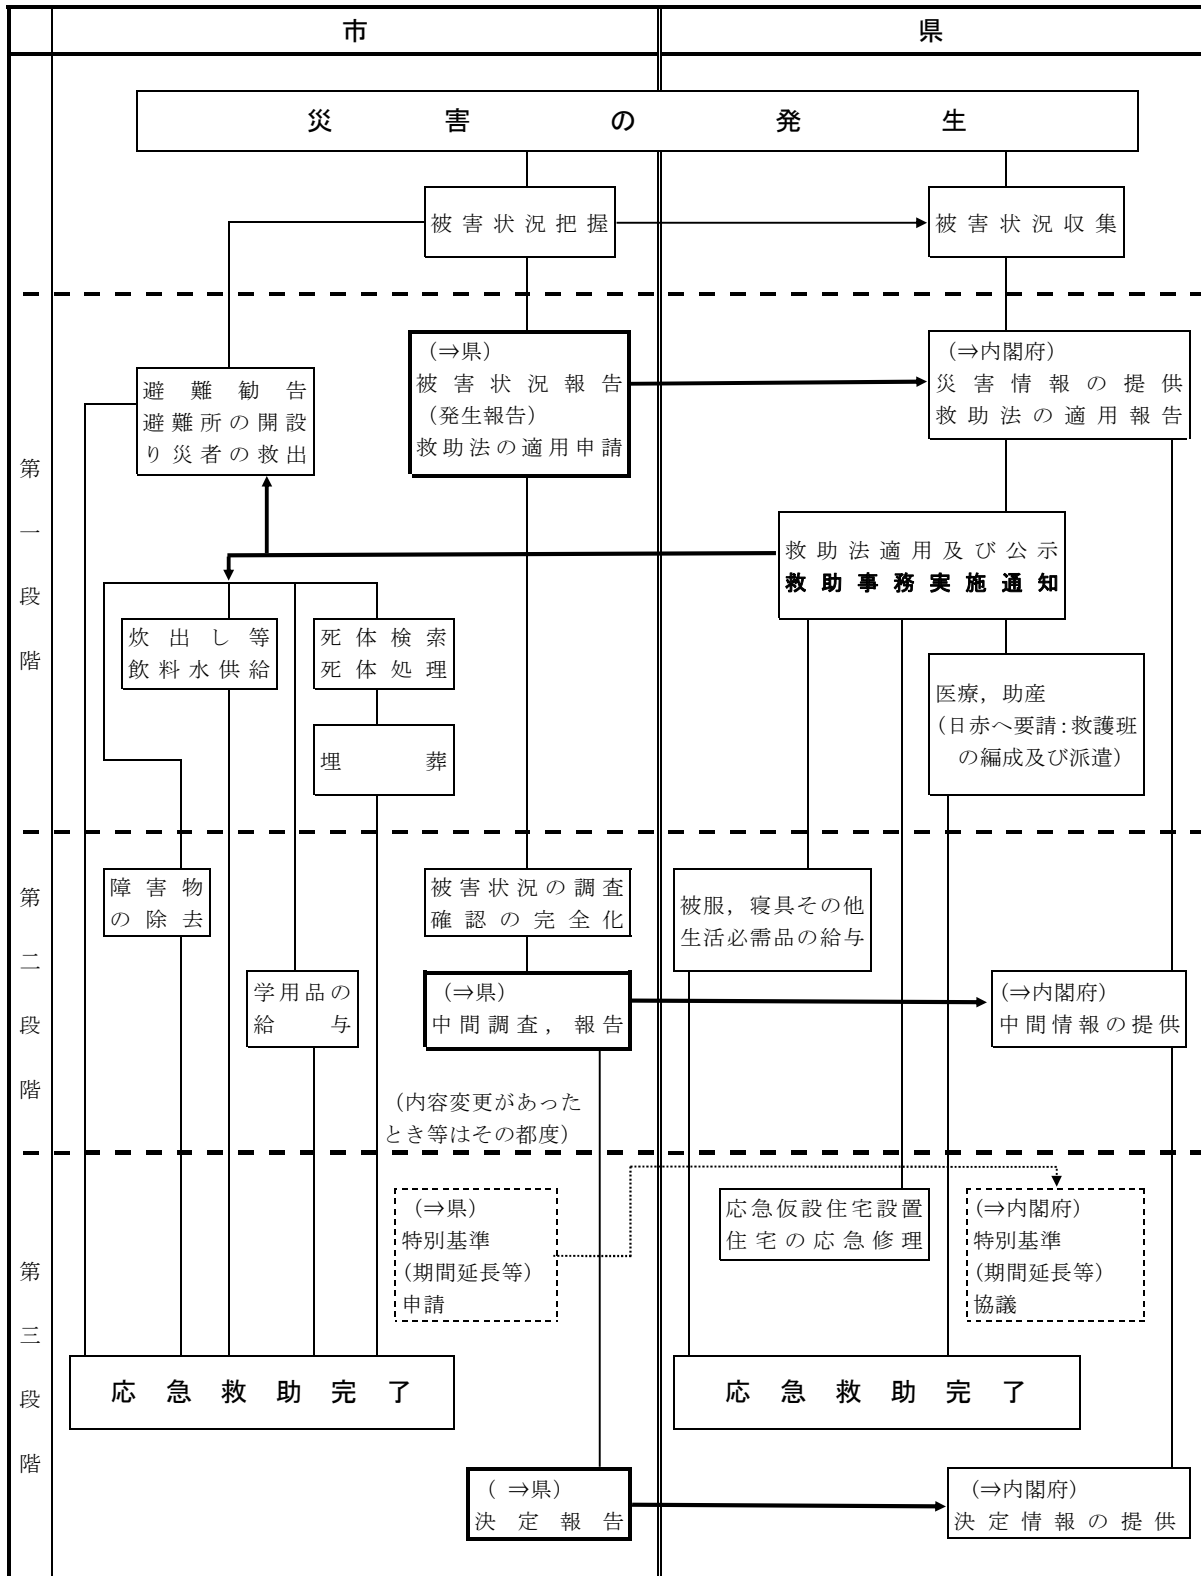 市
県
災害の発生
被害状況把握
被害状況収集
第一段階
避難勧告
避難所の開設
り災者の救出
(⇒県)
被害状況報告
(発生報告)
救助法の適用申請
(⇒内閣府)
災害情報の提供
救助法の適用報告
救助法適用及び公示
救助事務実施通知
炊出し等
飲料水供給
死体検索
死体処理
埋葬
医療，助産
(日赤へ要請:救護班
の編成及び派遣)
第二段階
障害物
の除去
被害状況の調査
確認の完全化
被服，寝具その他
生活必需品の給与
学用品の
給与
(⇒県)
中間調査，報告
(⇒内閣府)
中間情報の提供
(内容変更があった
とき等はその都度)
第三段階
(⇒県)
特別基準
(期間延長等)
申請
応急仮設住宅設置
住宅の応急修理
(⇒内閣府)
特別基準
(期間延長等)
協議
応急救助完了
応急救助完了
( ⇒県)
決定報告
(⇒内閣府)
決定情報の提供